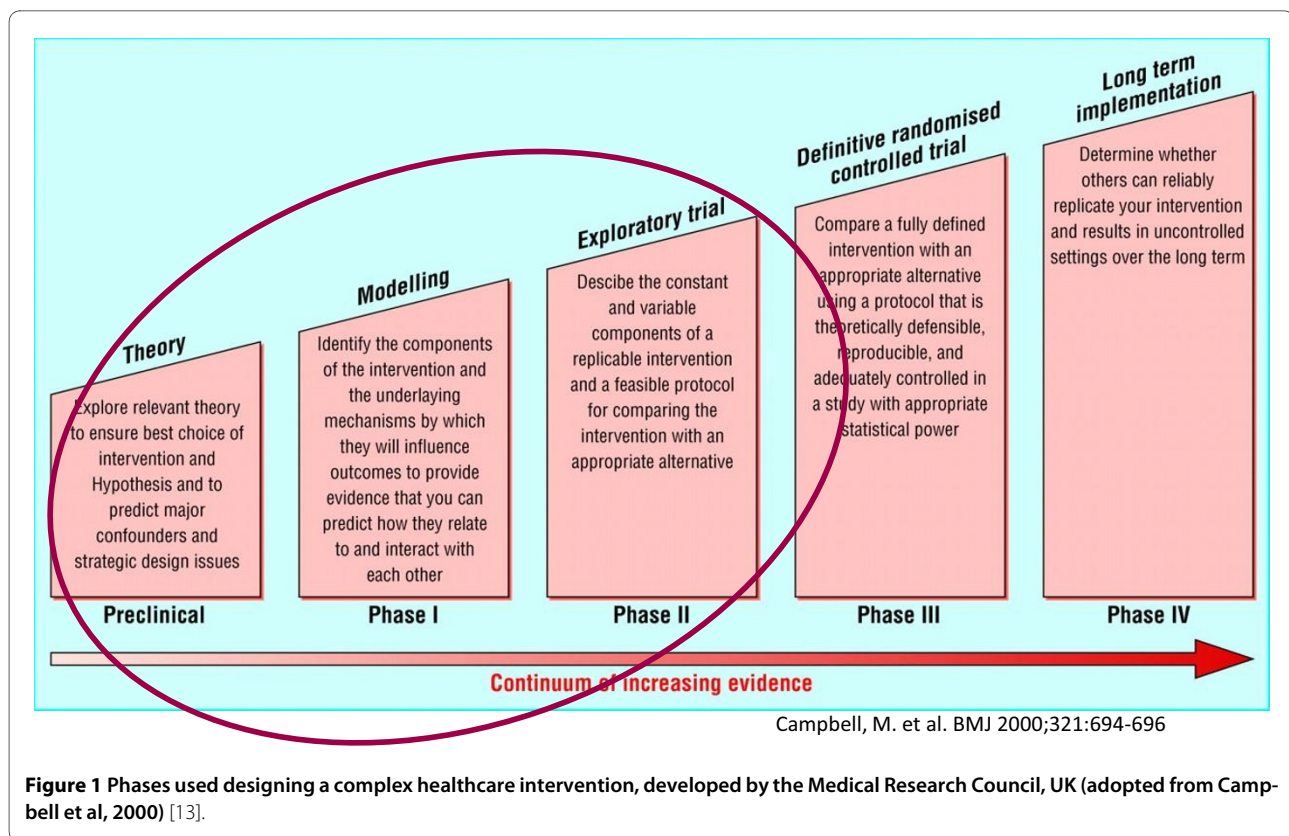 Theory
Explore relevant theory
to ensure best choice of
intervention and
Hypothesis and to
predict major
confounders and
strategic design issues
Preclinical
Modelling
Identify the components
of the intervention and
the underlaying
mechanisms by which
they will influence
outcomes to provide
evidence that you can
predict how they relate
to and interact with
each other
Phase I
Exploratory trial
Descibe the constant
and variable
components of a
replicable intervention
and a feasible protocol
for comparing the
intervention with an
appropriate alternative
Phase II
Definitive randomised
controlled trial
Compare a fully defined
intervention with an
appropriate alternative
using a protocol that is
theoretically defensible,
reproducible, and
adequately controlled in
a study with appropriate
statistical power
Phase III
Long term
implementation
Determine whether
others can reliably
replicate your intervention
and results in uncontrolled
settings over the long term
Phase IV
Continuum of increasing evidence
Campbell, M. et al. BMJ 2000;321:694-696
Figure 1 Phases used designing a complex healthcare intervention, developed by the Medical Research Council, UK (adopted from Camp-
bell et al, 2000) [13].